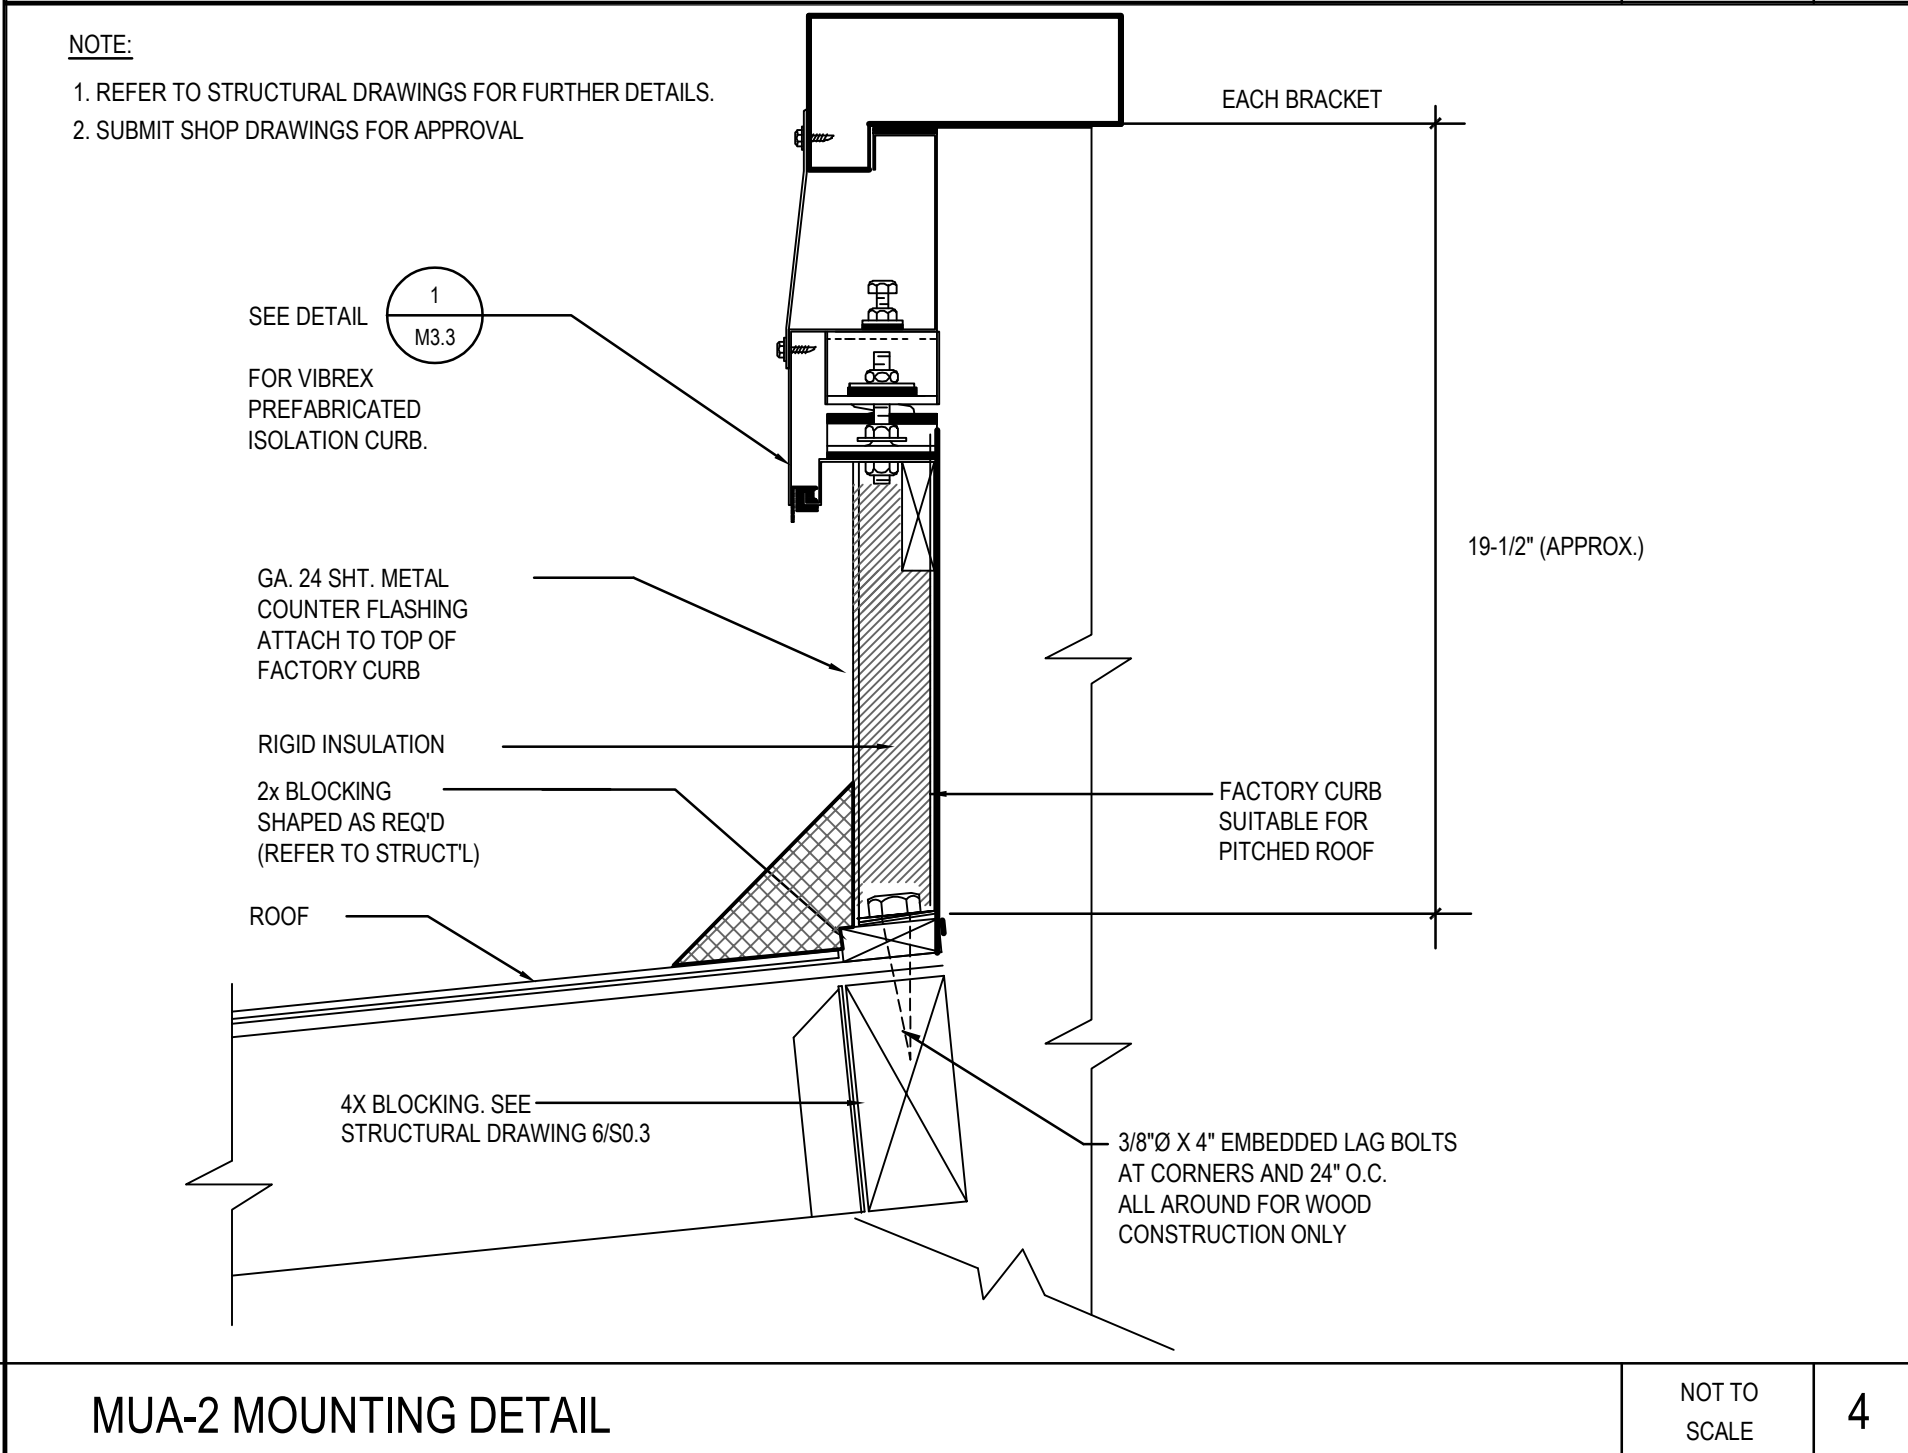 NOTE:
1. REFER TO STRUCTURAL DRAWINGS FOR FURTHER DETAILS.
2. SUBMIT SHOP DRAWINGS FOR APPROVAL
EACH BRACKET
SEE DETAIL
1
M3.3
FOR VIBREX
PREFABRICATED
ISOLATION CURB.
19-1/2" (APPROX.)
GA. 24 SHT. METAL
COUNTER FLASHING
ATTACH TO TOP OF
FACTORY CURB
RIGID INSULATION
2x BLOCKING
SHAPED AS REQ'D
(REFER TO STRUCT'L)
FACTORY CURB
SUITABLE FOR
PITCHED ROOF
ROOF
4X BLOCKING. SEE
STRUCTURAL DRAWING 6/S0.3
3/8"Ø X 4" EMBEDDED LAG BOLTS
AT CORNERS AND 24" O.C.
ALL AROUND FOR WOOD
CONSTRUCTION ONLY
MUA-2 MOUNTING DETAIL
NOT TO
SCALE
4